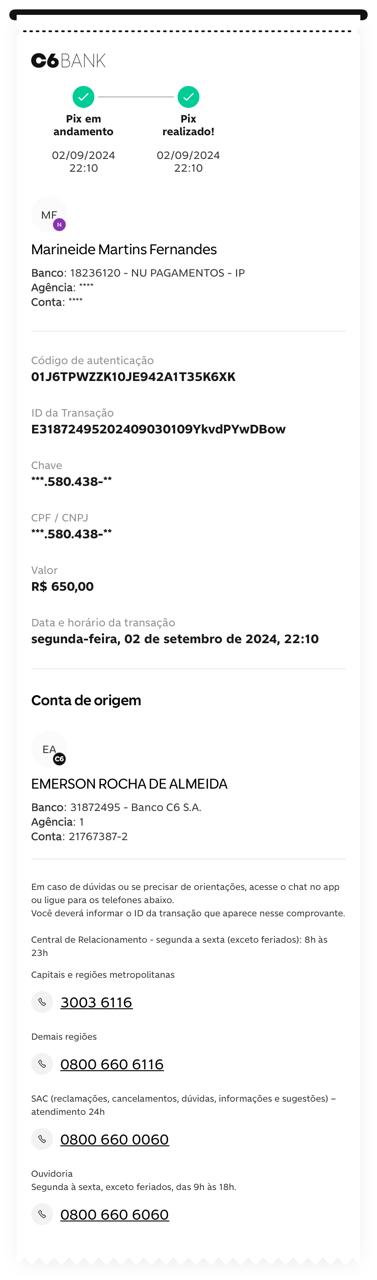 C6BANK
Pix em andamento
Pix realizado!
02/09/2024 22:10
02/09/2024 22:10
MF
N
Marineide Martins Fernandes
Banco: 18236120 - NU PAGAMENTOS - IP
Agência: ****
Conta: ****
Código de autenticação
01J6TPWZZK10JE942A1T35K6XK
ID da Transação
E31872495202409030109YkvdPYwDBow
Chave
***.580.438-**
CPF / CNPJ
***.580.438-**
Valor
R$ 650,00
Data e horário da transação
segunda-feira, 02 de setembro de 2024, 22:10
Conta de origem
EA
C6
EMERSON ROCHA DE ALMEIDA
Banco: 31872495 - Banco C6 S.A.
Agência: 1
Conta: 21767387-2
Em caso de dúvidas ou se precisar de orientações, acesse o chat no app
ou ligue para os telefones abaixo.
Você deverá informar o ID da transação que aparece nesse comprovante.
Central de Relacionamento - segunda a sexta (exceto feriados): 8h às
23h
Capitais e regiões metropolitanas
3003 6116
Demais regiões
0800 660 6116
SAC (reclamações, cancelamentos, dúvidas, informações e sugestões) –
atendimento 24h
0800 660 0060
Ouvidoria
Segunda à sexta, exceto feriados, das 9h às 18h.
0800 660 6060